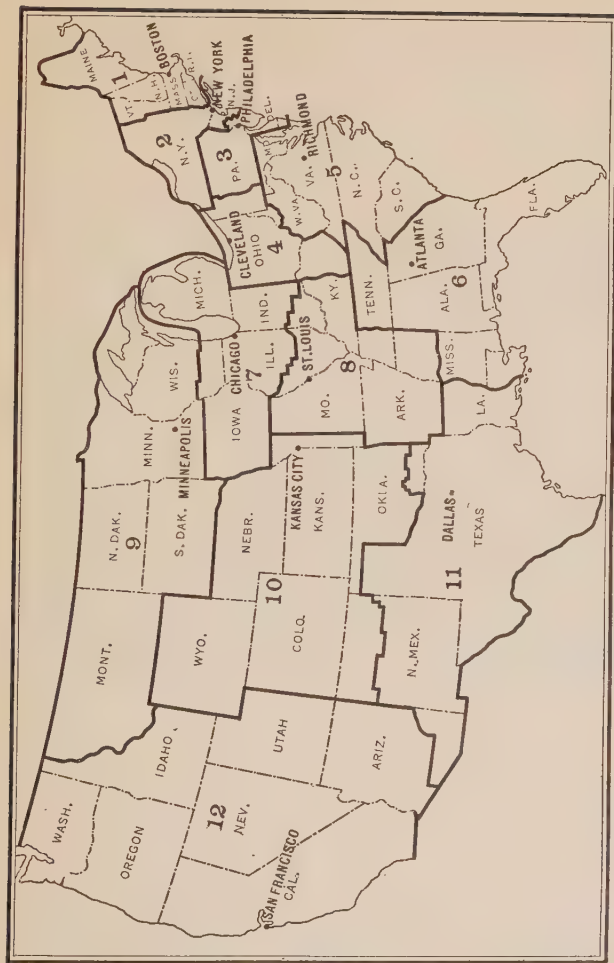 WASH.
OREGON
IDAHO
MONT.
12
NEV.
SAN FRANCISCO
CAL.
UTAH
ARIZ.
WYO.
COLO.
10
N. MEX.
11
N. DAK.
9
S. DAK.
NEBR.
KANSAS CITY
KANS.
OKLA.
DALLAS
TEXAS
MINN.
MINNEAPOLIS
WIS.
IOWA
CHICAGO
7
ILL.
IND.
MICH.
ST. LOUIS
MO.
8
ARK.
LA.
MISS.
KY.
TENN.
ALA.
6
ATLANTA
GA.
FLA.
CLEVELAND
OHIO
4
W. VA.
VA.
RICHMOND
5
N. C.
S. C.
PA.
3
MD.
DEL.
PHILADELPHIA
N. J.
NEW YORK
2
N. Y.
MAINE
1
VT.
N. H.
BOSTON
MASS.
R. I.